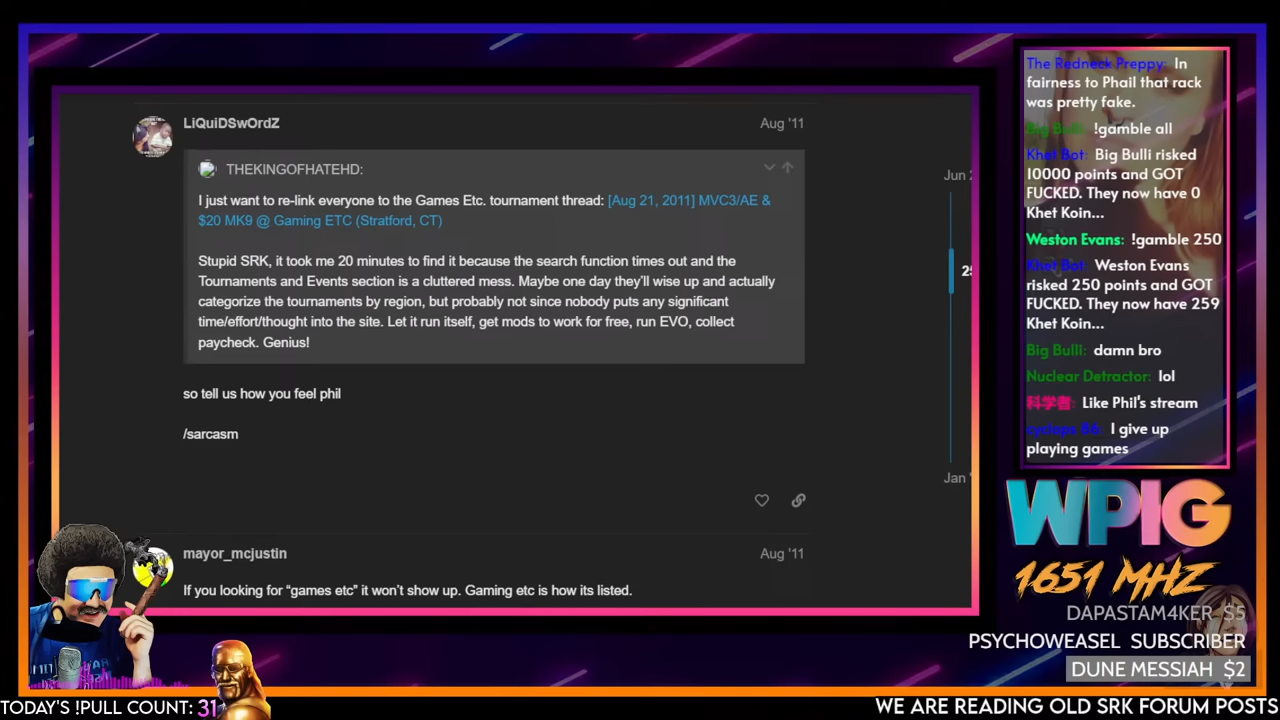 LiQuiDSwOrdZ
Aug '11
THEKINGOFHATEHD:
I just want to re-link everyone to the Games Etc. tournament thread: [Aug 21, 2011] MVC3/AE &
$20 MK9 @ Gaming ETC (Stratford, CT)
Stupid SRK, it took me 20 minutes to find it because the search function times out and the
Tournaments and Events section is a cluttered mess. Maybe one day they'll wise up and actually
categorize the tournaments by region, but probably not since nobody puts any significant
time/effort/thought into the site. Let it run itself, get mods to work for free, run EVO, collect
paycheck. Genius!
so tell us how you feel phil
/sarcasm
mayor_mcjustin
Aug '11
If you looking for “games etc” it won't show up. Gaming etc is how its listed.
Jun 2
25
Jan '
The Redneck Preppy: In
fairness to Phail that rack
was pretty fake.
Big Bulli: !gamble all
Khet Bot: Big Bulli risked
10000 points and GOT
FUCKED. They now have 0
Khet Koin...
Weston Evans: !gamble 250
Khet Bot: Weston Evans
risked 250 points and GOT
FUCKED. They now have 259
Khet Koin...
Big Bulli: damn bro
Nuclear Detractor: lol
科学者: Like Phil's stream
cyclops 86: I give up
playing games
WPIG
1651 MHZ
DAPASTAM4KER $5
PSYCHOWEASEL SUBSCRIBER
DUNE MESSIAH $2
TODAY'S !PULL COUNT: 31
WE ARE READING OLD SRK FORUM POSTS